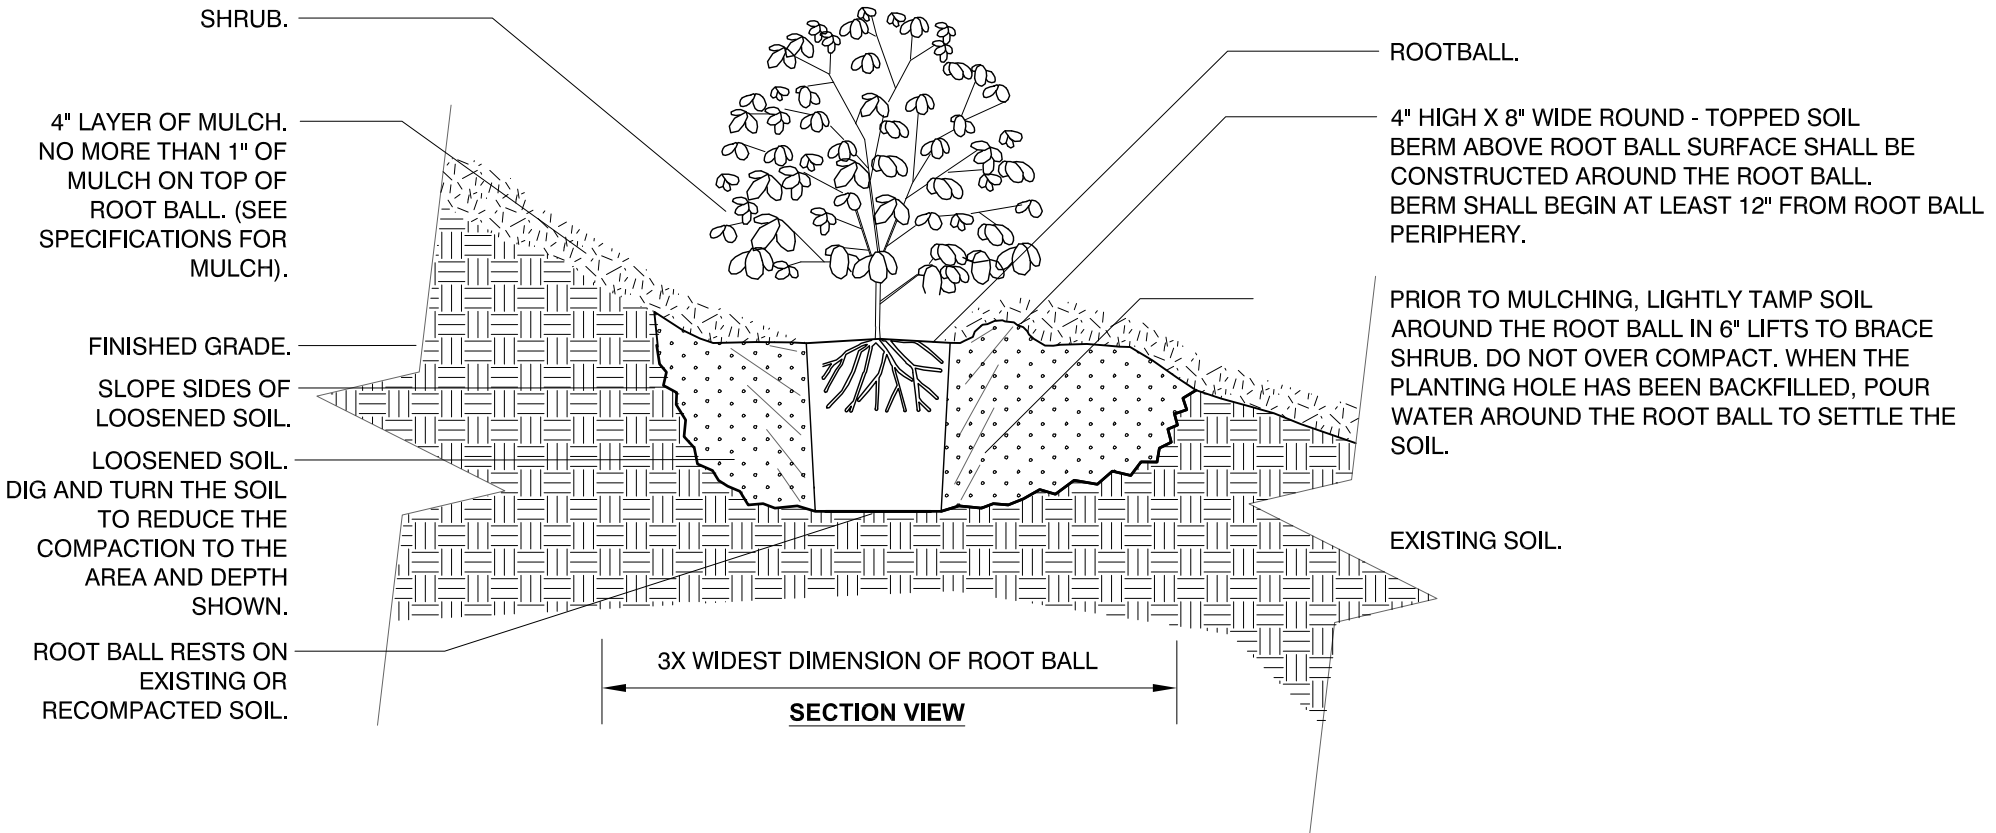 SHRUB.
4" LAYER OF MULCH.
NO MORE THAN 1" OF
MULCH ON TOP OF
ROOT BALL. (SEE
SPECIFICATIONS FOR
MULCH).
FINISHED GRADE.
SLOPE SIDES OF
LOOSENED SOIL.
LOOSENED SOIL.
DIG AND TURN THE SOIL
TO REDUCE THE
COMPACTION TO THE
AREA AND DEPTH
SHOWN.
ROOT BALL RESTS ON
EXISTING OR
RECOMPACTED SOIL.
ROOTBALL.
4" HIGH X 8" WIDE ROUND - TOPPED SOIL
BERM ABOVE ROOT BALL SURFACE SHALL BE
CONSTRUCTED AROUND THE ROOT BALL.
BERM SHALL BEGIN AT LEAST 12" FROM ROOT BALL
PERIPHERY.
PRIOR TO MULCHING, LIGHTLY TAMP SOIL
AROUND THE ROOT BALL IN 6" LIFTS TO BRACE
SHRUB. DO NOT OVER COMPACT. WHEN THE
PLANTING HOLE HAS BEEN BACKFILLED, POUR
WATER AROUND THE ROOT BALL TO SETTLE THE
SOIL.
EXISTING SOIL.
3X WIDEST DIMENSION OF ROOT BALL
SECTION VIEW